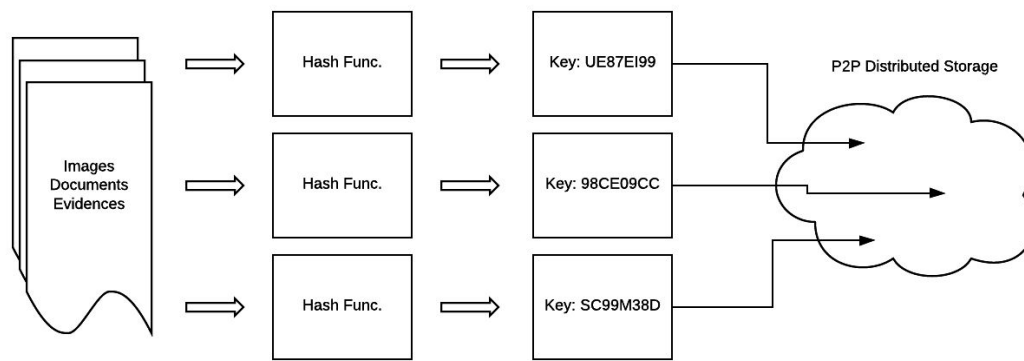 P2P Distributed Storage
Hash Func.
Key: UE87EI99
Images
Documents
Evidences
Hash Func.
Key: 98CE09CC
Hash Func.
Key: SC99M38D